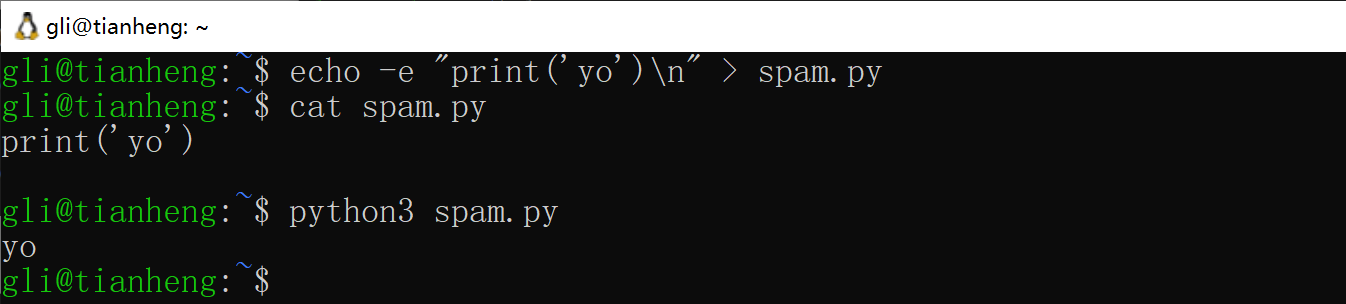 gli@tianheng: ~
gli@tianheng:~$ echo -e "print('yo')\n" > spam.py
gli@tianheng:~$ cat spam.py
print('yo')
gli@tianheng:~$ python3 spam.py
yo
gli@tianheng:~$